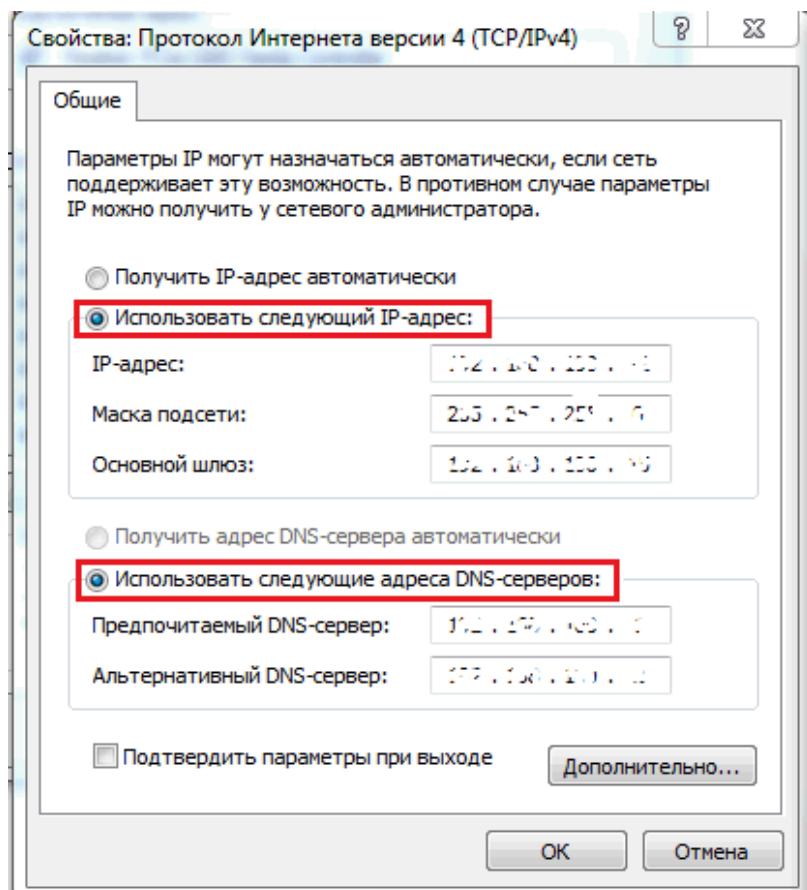 Свойства: Протокол Интернета версии 4 (TCP/IPv4)
Общие
Параметры IP могут назначаться автоматически, если сеть
поддерживает эту возможность. В противном случае параметры
IP можно получить у сетевого администратора.
Получить IP-адрес автоматически
Использовать следующий IP-адрес:
IP-адрес:
Маска подсети:
Основной шлюз:
Получить адрес DNS-сервера автоматически
Использовать следующие адреса DNS-серверов:
Предпочитаемый DNS-сервер:
Альтернативный DNS-сервер:
Подтвердить параметры при выходе
Дополнительно...
ОК
Отмена